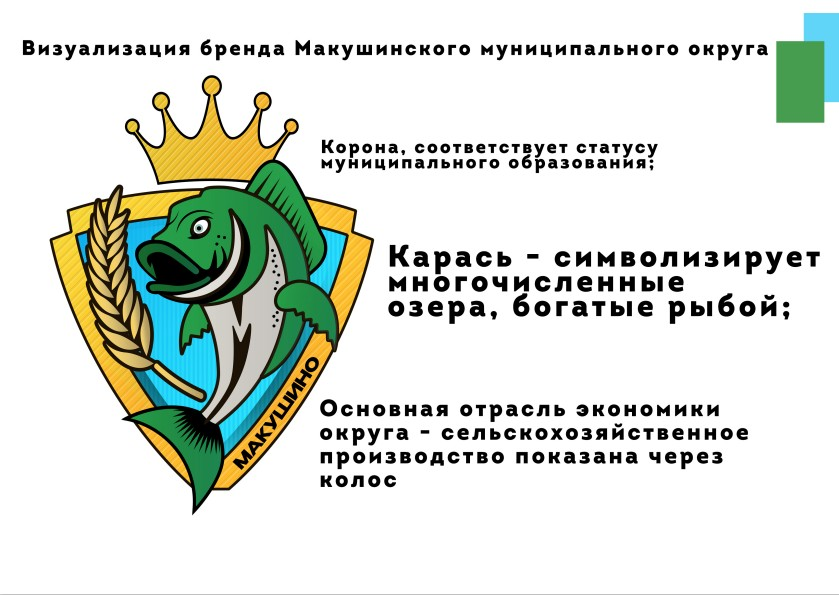 Визуализация бренда Макушинского муниципального округа
Корона, соответствует статусу
муниципального образования;
Карась - символизирует
многочисленные
озера, богатые рыбой;
МАКУШИНО
Основная отрасль экономики
округа - сельскохозяйственное
производство показана через
колос